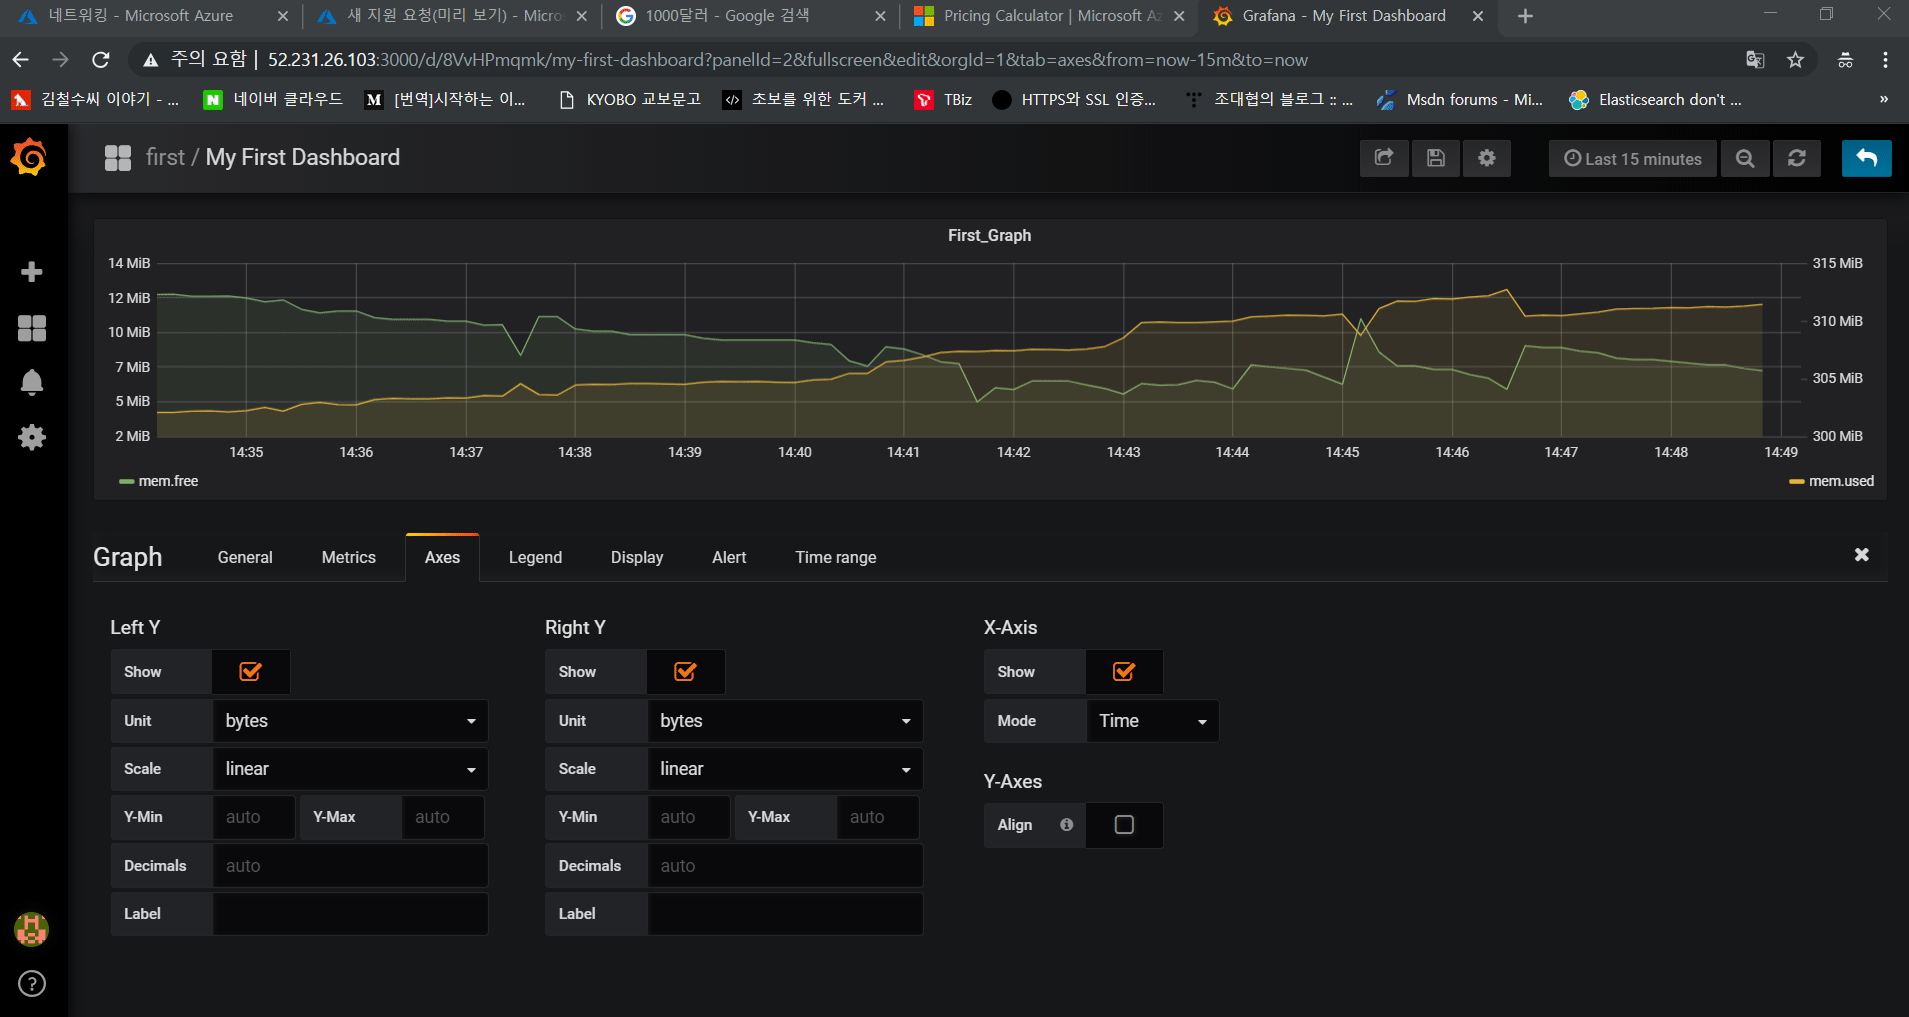 네트워킹 - Microsoft Azure
새 지원 요청(미리 보기) - Micros
1000달러 - Google 검색
Pricing Calculator | Microsoft Az
Grafana - My First Dashboard
주의 요함 | 52.231.26.103:3000/d/8VvHPmqmk/my-first-dashboard?panelId=2&fullscreen&edit&orgId=1&tab=axes&from=now-15m&to=now
김철수씨 이야기 - ...
네이버 클라우드
[번역]시작하는 이...
KYOBO 교보문고
초보를 위한 도커 ...
TBiz
HTTPS와 SSL 인증...
조대협의 블로그 :: ...
Msdn forums - Mi...
Elasticsearch don't ...
»
first / My First Dashboard
Last 15 minutes
First_Graph
14 MiB
12 MiB
10 MiB
7 MiB
5 MiB
2 MiB
315 MiB
310 MiB
305 MiB
300 MiB
14:35 14:36 14:37 14:38 14:39 14:40 14:41 14:42 14:43 14:44 14:45 14:46 14:47 14:48 14:49
mem.free
mem.used
Graph
General
Metrics
Axes
Legend
Display
Alert
Time range
Left Y
Show
Unit bytes
Scale linear
Y-Min auto Y-Max auto
Decimals auto
Label
Right Y
Show
Unit bytes
Scale linear
Y-Min auto Y-Max auto
Decimals auto
Label
X-Axis
Show
Mode Time
Y-Axes
Align